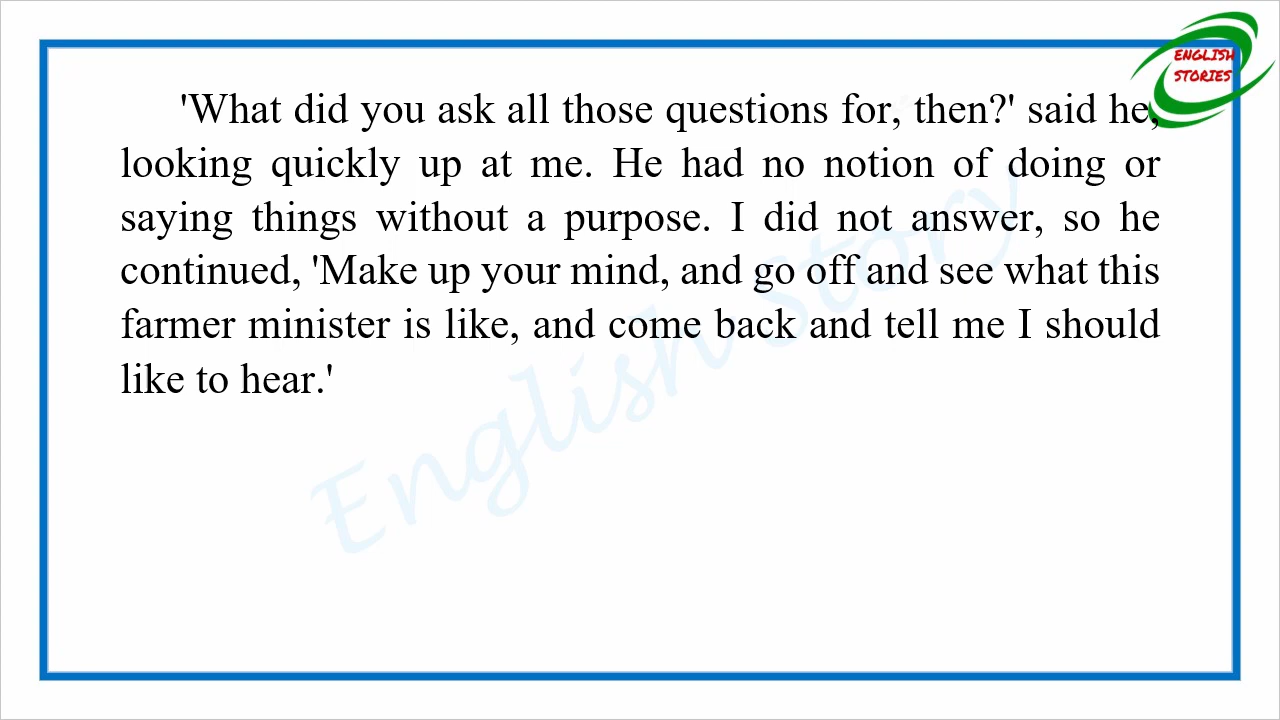 ENGLISH
STORIES
'What did you ask all those questions for, then?' said he,
looking quickly up at me. He had no notion of doing or
saying things without a purpose. I did not answer, so he
continued, 'Make up your mind, and go off and see what this
farmer minister is like, and come back and tell me I should
like to hear.'
English Story